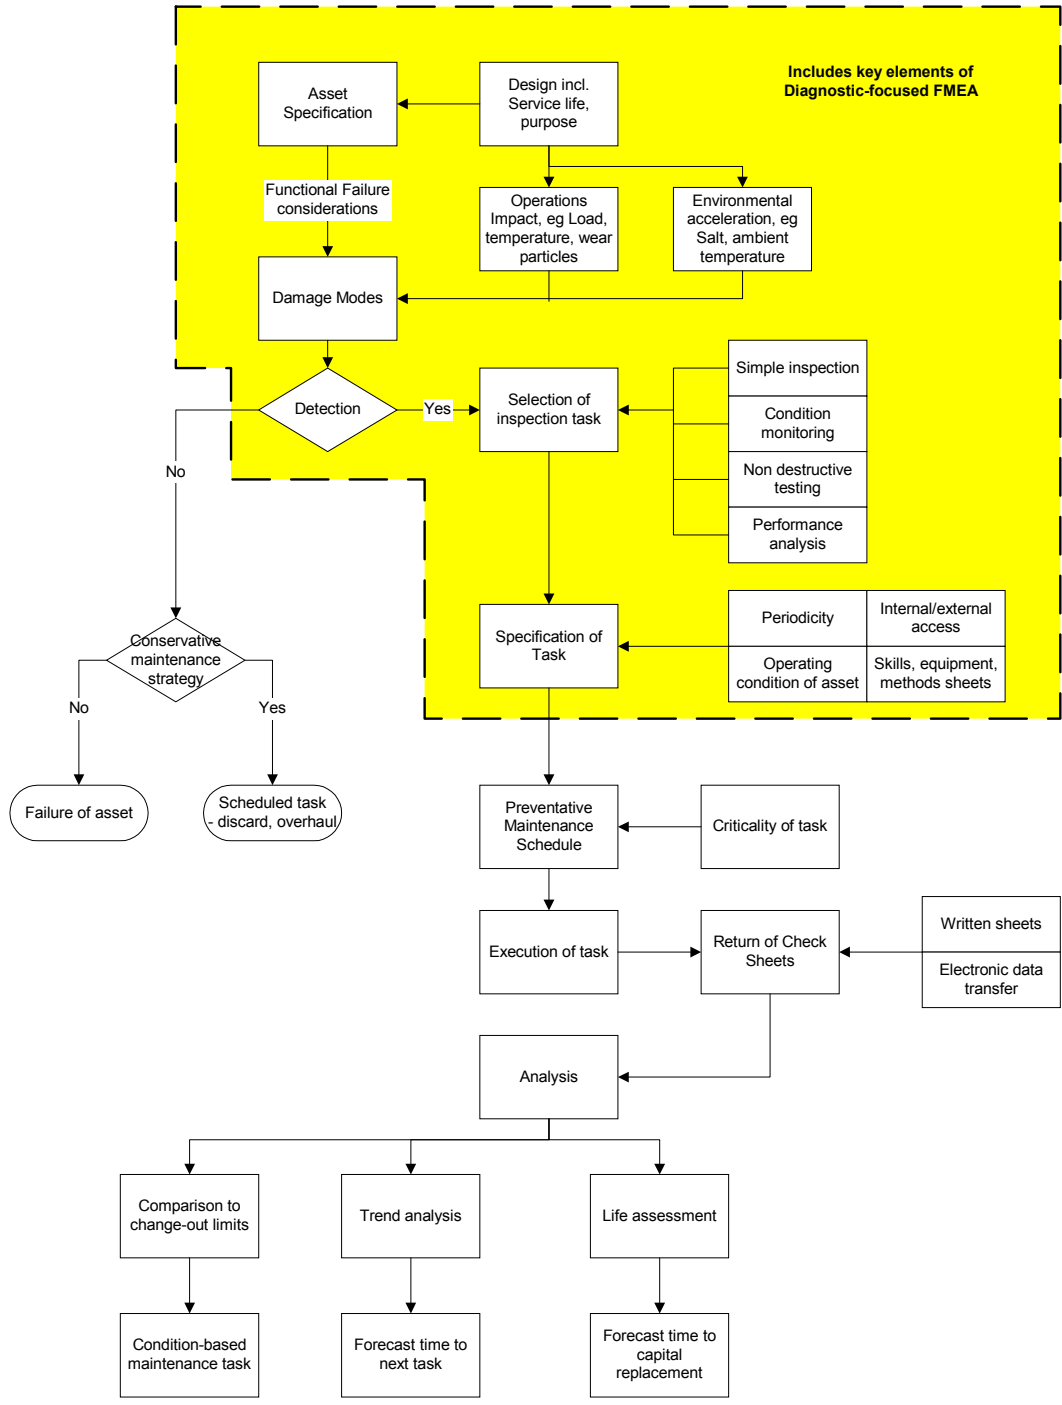 Includes key elements of
Diagnostic-focused FMEA
Asset
Specification
Design incl.
Service life,
purpose
Functional Failure
considerations
Operations
Impact, eg Load,
temperature, wear
particles
Environmental
acceleration, eg
Salt, ambient
temperature
Damage Modes
Detection
Yes
Selection of
inspection task
Simple inspection
Condition
monitoring
Non destructive
testing
Performance
analysis
No
Conservative
maintenance
strategy
No
Yes
Failure of asset
Scheduled task
- discard, overhaul
Specification of
Task
Periodicity
Internal/external
access
Operating
condition of asset
Skills, equipment,
methods sheets
Preventative
Maintenance
Schedule
Criticality of task
Execution of task
Return of Check
Sheets
Written sheets
Electronic data
transfer
Analysis
Comparison to
change-out limits
Trend analysis
Life assessment
Condition-based
maintenance task
Forecast time to
next task
Forecast time to
capital
replacement